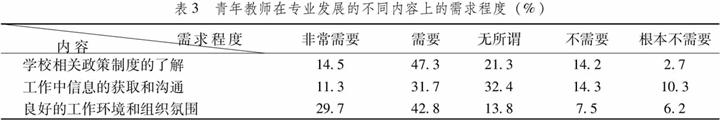 表3 青年教师在专业发展的不同内容上的需求程度(%)
内容 需求程度 非常需要 需要 无所谓 不需要 根本不需要
学校相关政策制度的了解 14.5 47.3 21.3 14.2 2.7
工作中信息的获取和沟通 11.3 31.7 32.4 14.3 10.3
良好的工作环境和组织氛围 29.7 42.8 13.8 7.5 6.2